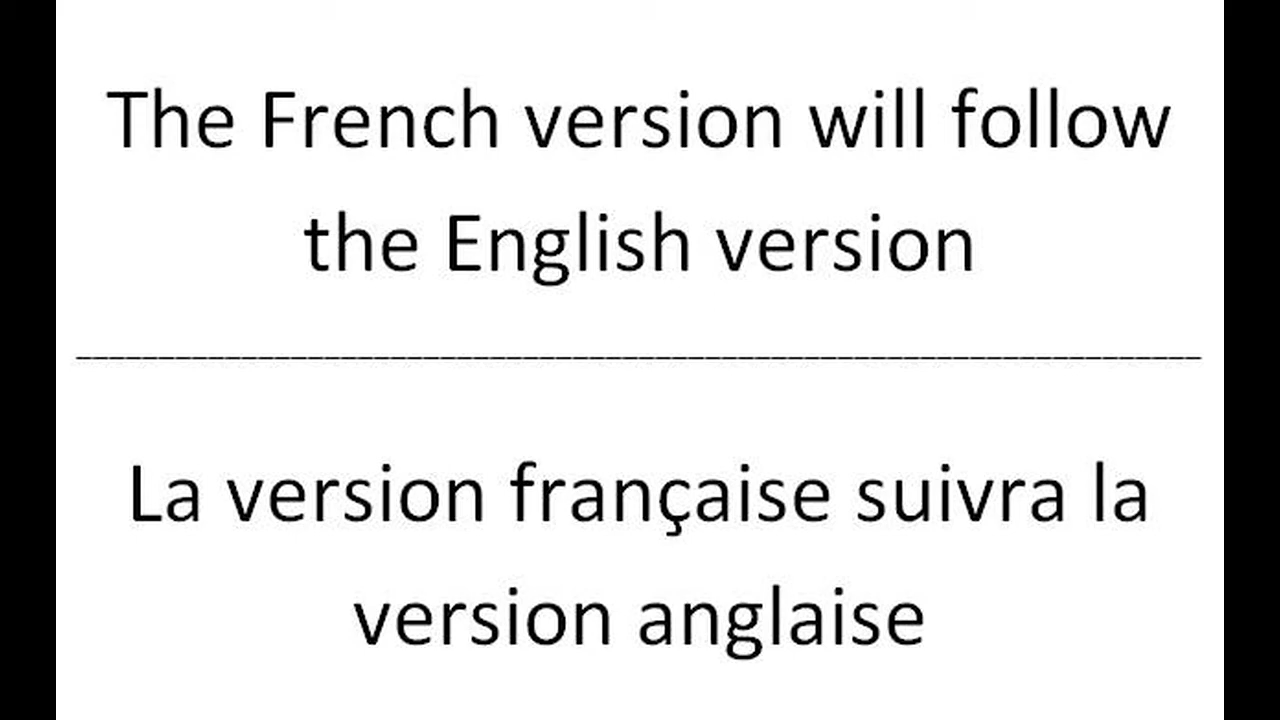 The French version will follow
the English version
La version française suivra la
version anglaise